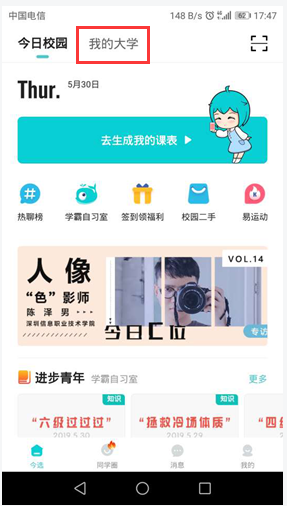 中国电信 148 B/s 62 17:47
今日校园 我的大学
Thur. 5月30日
去生成我的课表
热聊榜 学霸自习室 签到领福利 校园二手 易运动
VOL.14
人像
“色”影师
陈泽男
深圳信息职业技术学院
今日C位
专访
进步青年 学霸自习室 更多
知识 知识
“六级过过过” “拯救冷场体质” “四级
2019.5.30 2019.5.29
今选 同学圈 消息 我的